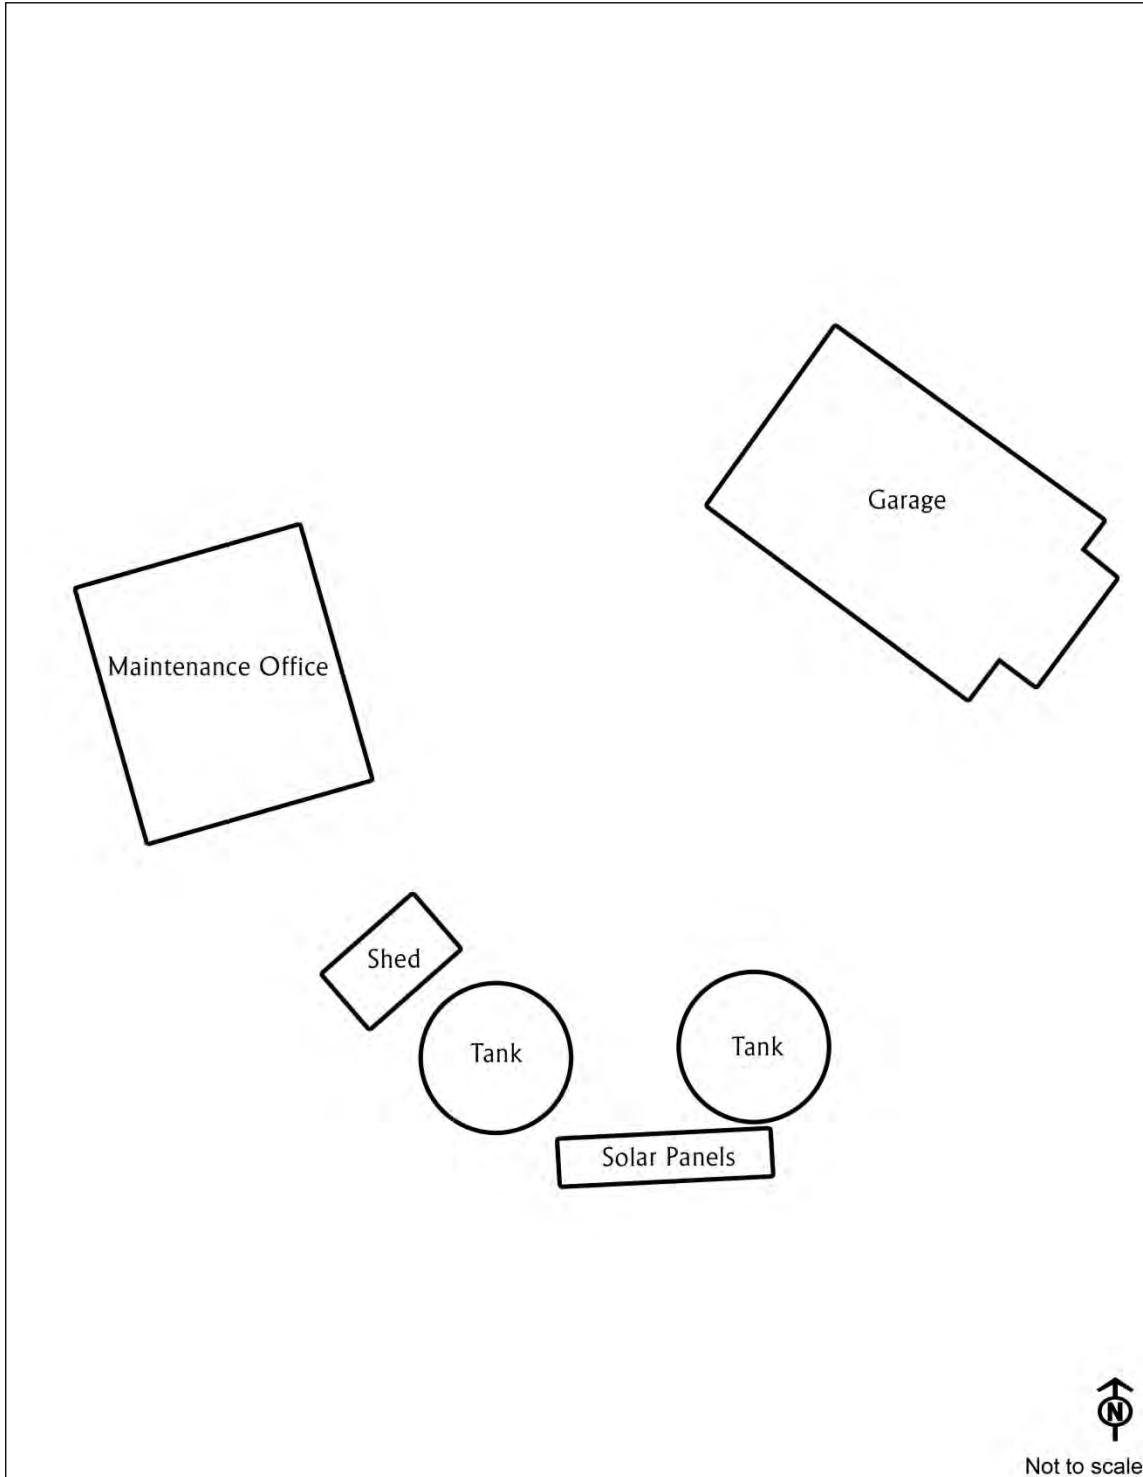 Garage
Maintenance Office
Shed
Tank
Tank
Solar Panels
N
Not to scale